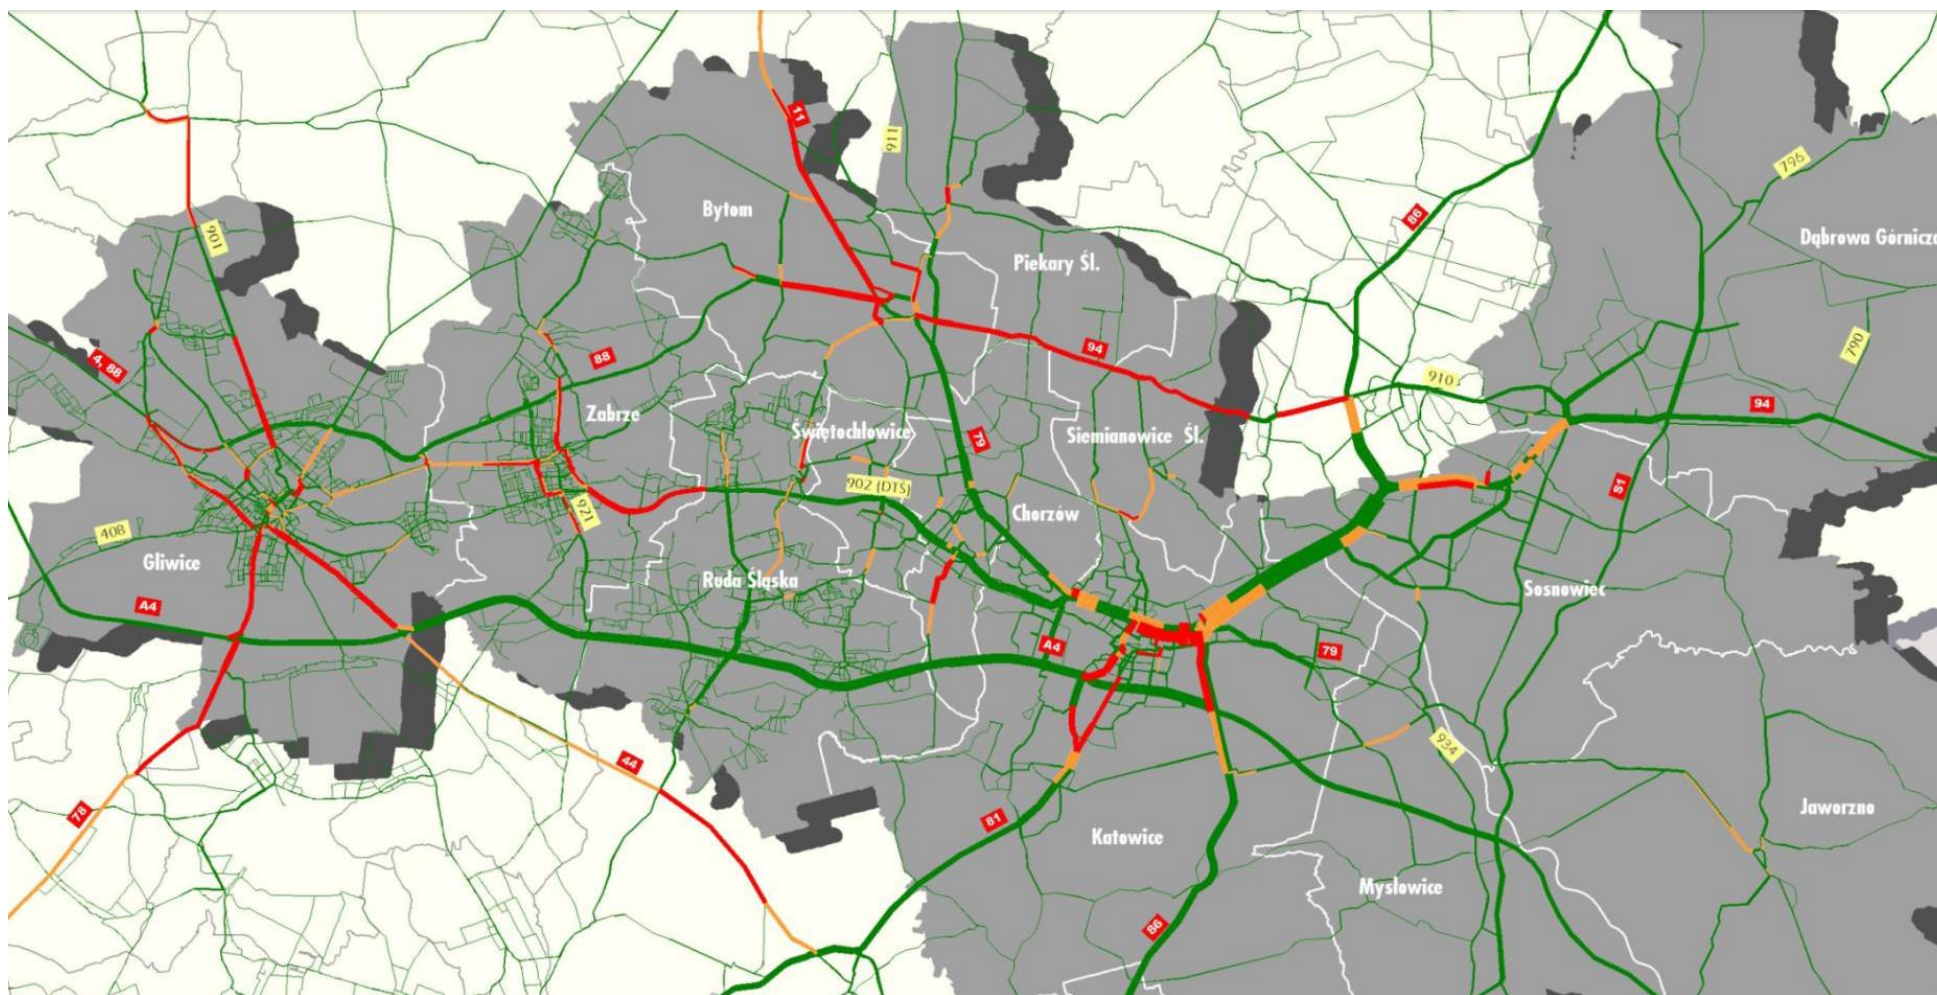 11
911
796
Bytom
86
901
Dąbrowa Górnicza
Piekary Śl.
94
88
4, 88
790
910
94
Zabrze
Świętochłowice
Siemianowice Śl.
79
902 (DTŚ)
S1
921
Chorzów
408
Gliwice
Ruda Śląska
Sosnowiec
A4
A4
79
934
44
78
81
Jaworzno
Katowice
Mysłowice
86